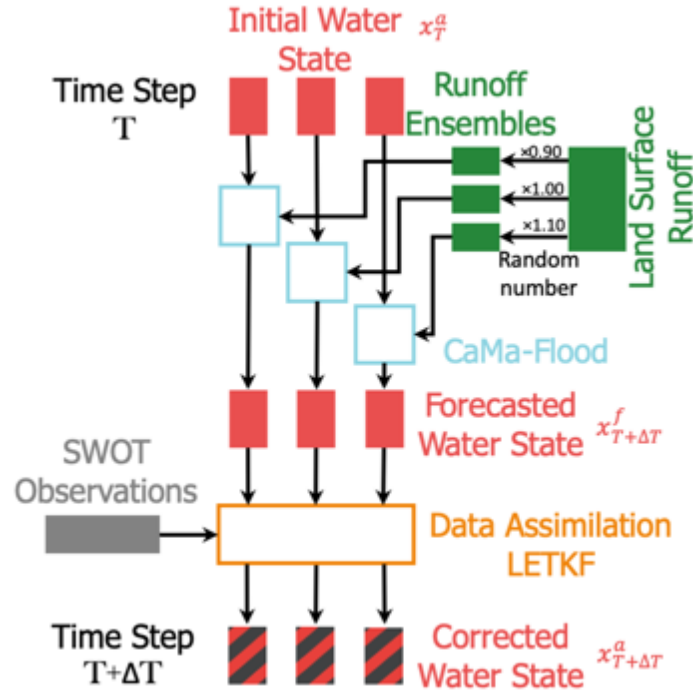 Initial Water
State
x_T^a
Time Step
T
Runoff
Ensembles
×0.90
×1.00
×1.10
Random
number
Land Surface
Runoff
CaMa-Flood
Forecasted
Water State
x_{T+ΔT}^f
SWOT
Observations
Data Assimilation
LETKF
Time Step
T+ΔT
Corrected
Water State
x_{T+ΔT}^a